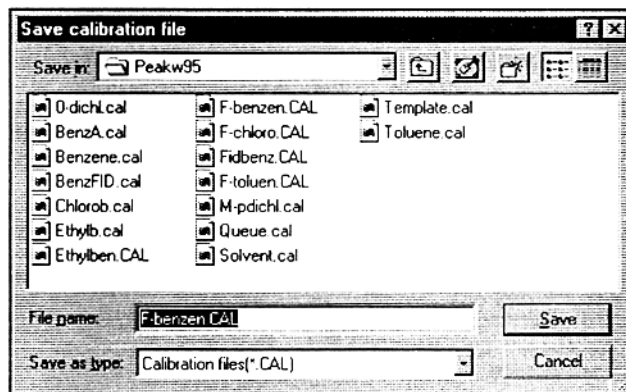 Save calibration file
Save in: Peakw95
0-dichl.cal
BenzA.cal
Benzene.cal
BenzFID.cal
Chlorob.cal
Ethylb.cal
Ethylben.CAL
F-benzen.CAL
F-chloro.CAL
Fidbenz.CAL
F-toluen.CAL
M-pdichl.cal
Queue.cal
Solvent.cal
Template.cal
Toluene.cal
File name: F-benzen.CAL
Save
Save as type: Calibration files(*.CAL)
Cancel